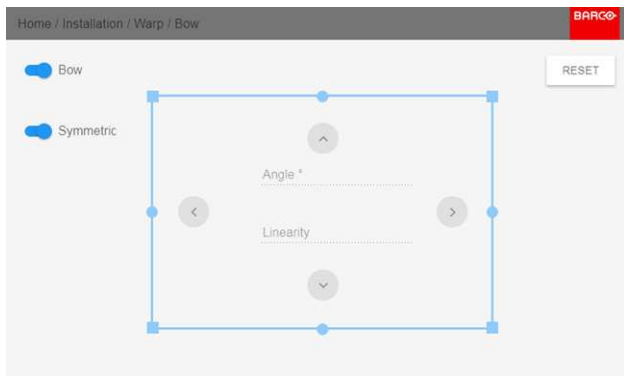 Home / Installation / Warp / Bow
BARCO
Bow
RESET
Symmetric
Angle *
Linearity